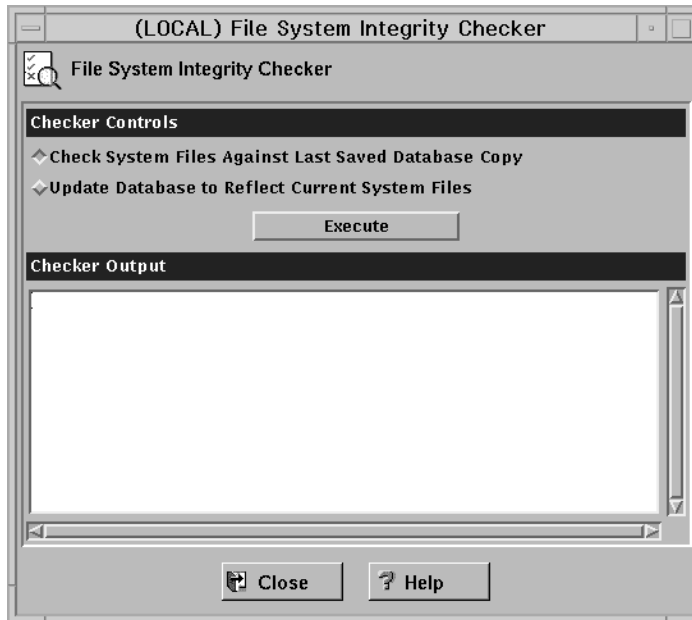 (LOCAL) File System Integrity Checker
File System Integrity Checker
Checker Controls
Check System Files Against Last Saved Database Copy
Update Database to Reflect Current System Files
Execute
Checker Output
Close
Help